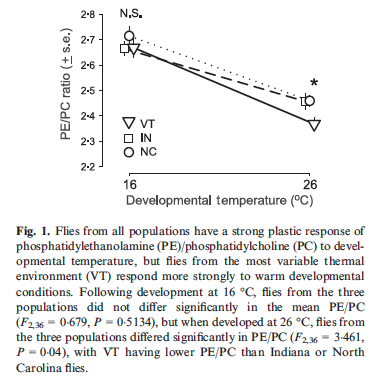 N.S.
2·8
2·7
2·6
2·5
2·4
2·3
2·2
PE/PC ratio (± s.e.)
*
VT
IN
NC
16 26
Developmental temperature (ºC)
Fig. 1. Flies from all populations have a strong plastic response of
phosphatidylethanolamine (PE)/phosphatidylcholine (PC) to devel-
opmental temperature, but flies from the most variable thermal
environment (VT) respond more strongly to warm developmental
conditions. Following development at 16 °C, flies from the three
populations did not differ significantly in the mean PE/PC
(F2,36 = 0·679, P = 0·5134), but when developed at 26 °C, flies from
the three populations differed significantly in PE/PC (F2,36 = 3·461,
P = 0·04), with VT having lower PE/PC than Indiana or North
Carolina flies.